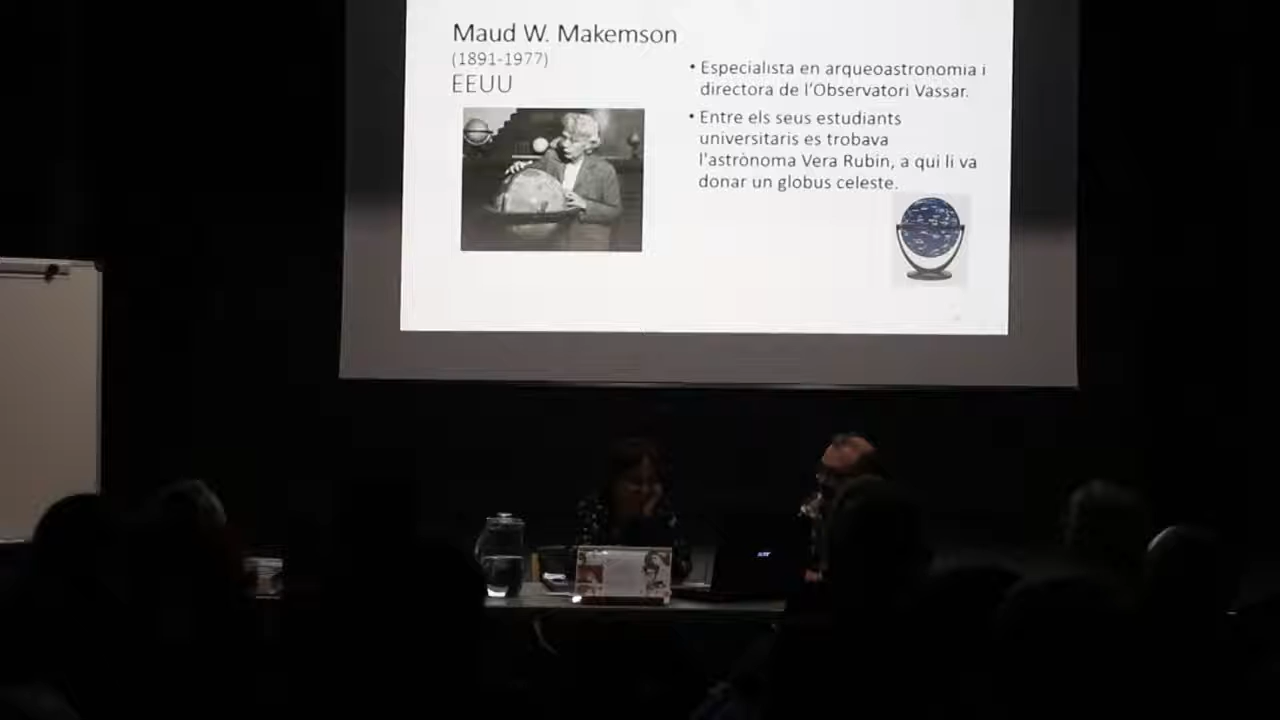 Maud W. Makemson
(1891-1977)
EEUU
• Especialista en arqueoastronomia i
directora de l'Observatori Vassar.
• Entre els seus estudiants
universitaris es trobava
l'astrònoma Vera Rubin, a qui li va
donar un globus celeste.
acer